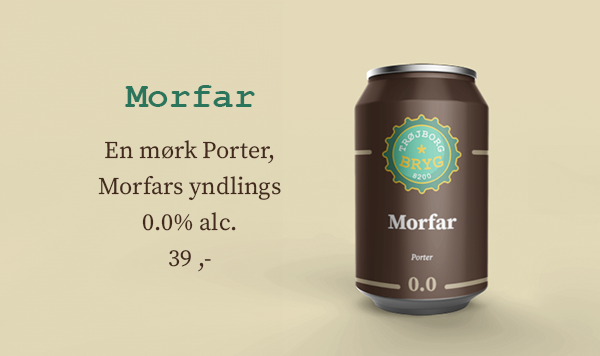 Morfar
En mørk Porter,
Morfars yndlings
0.0% alc.
39 ,-
TRØJBORG
BRYG
8200
Morfar
Porter
0.0